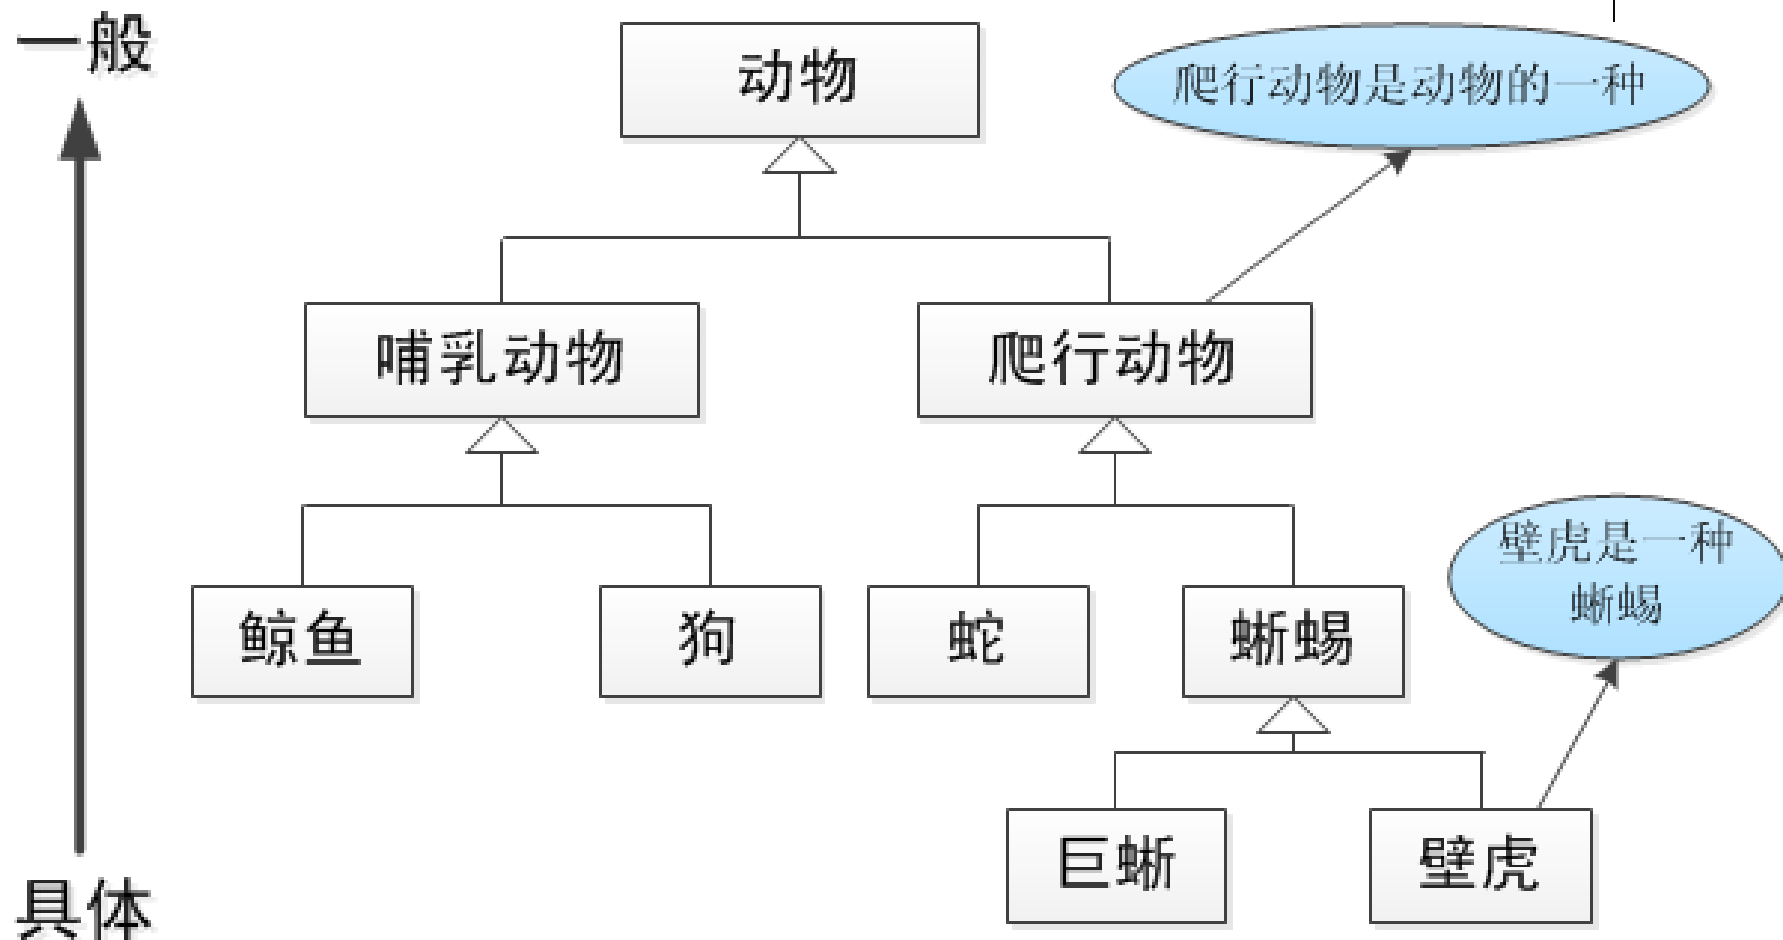 一般
动物
爬行动物是动物的一种
哺乳动物
爬行动物
壁虎是一种
蜥蜴
鲸鱼
狗
蛇
蜥蜴
巨蜥
壁虎
具体